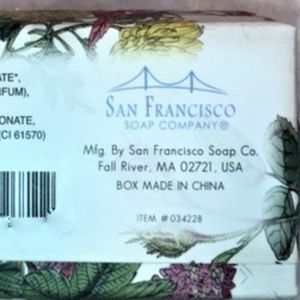 ATE*,
FUM),
ONATE,
(CI 61570)
SAN FRANCISCO
SOAP COMPANY®
Mfg. By San Francisco Soap Co.
Fall River, MA 02721, USA
BOX MADE IN CHINA
ITEM # 034228